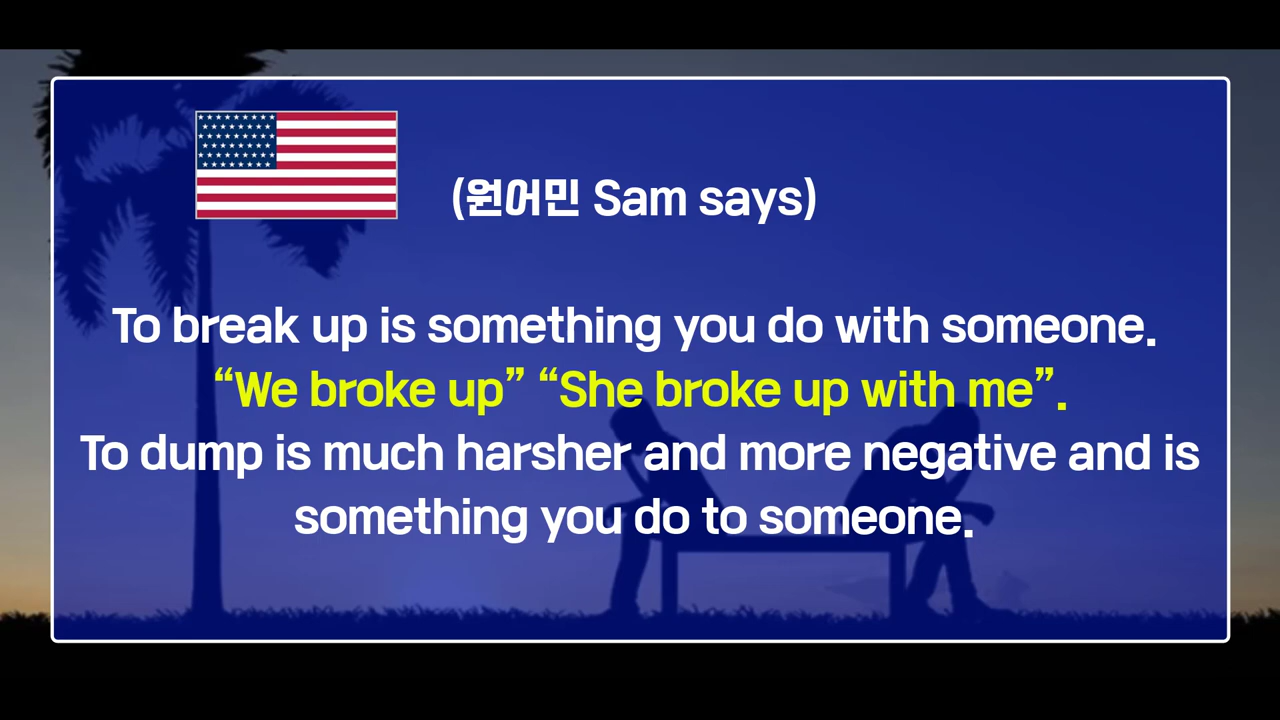 (원어민 Sam says)
To break up is something you do with someone.
“We broke up” “She broke up with me”.
To dump is much harsher and more negative and is
something you do to someone.